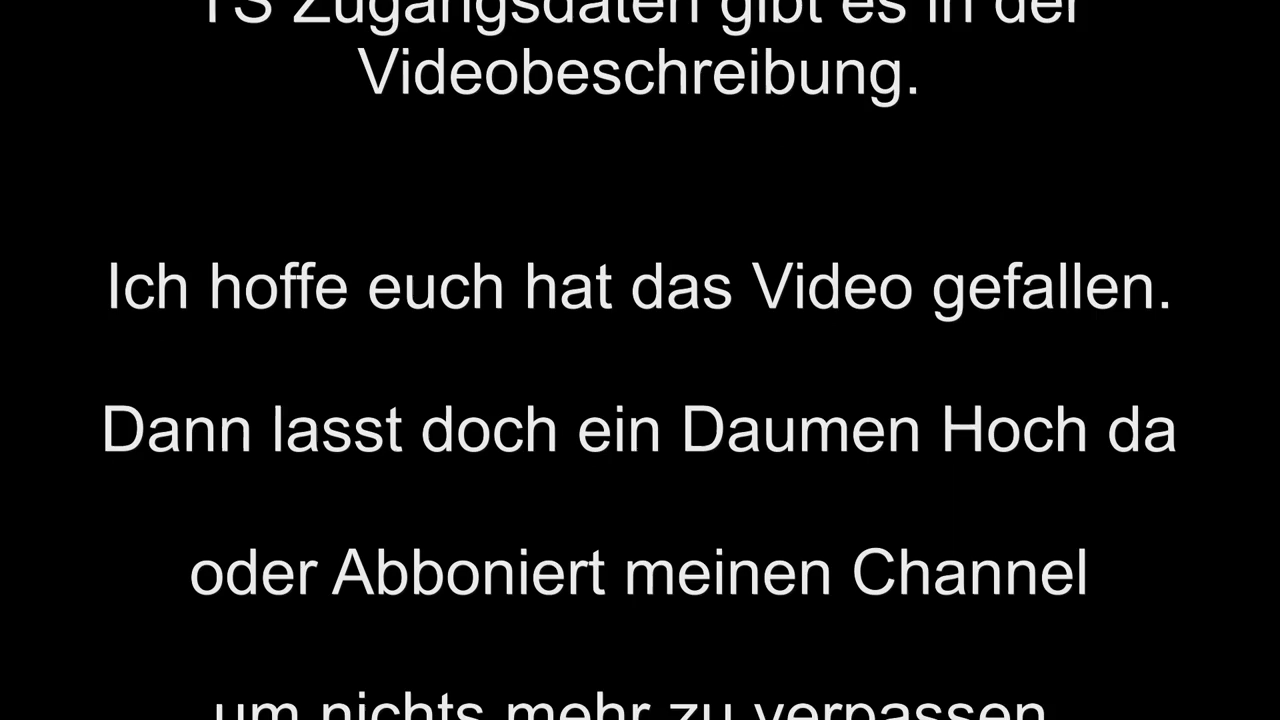 TS Zugangsdaten gibt es in der
Videobeschreibung.
Ich hoffe euch hat das Video gefallen.
Dann lasst doch ein Daumen Hoch da
oder Abboniert meinen Channel
um nichts mehr zu verpassen